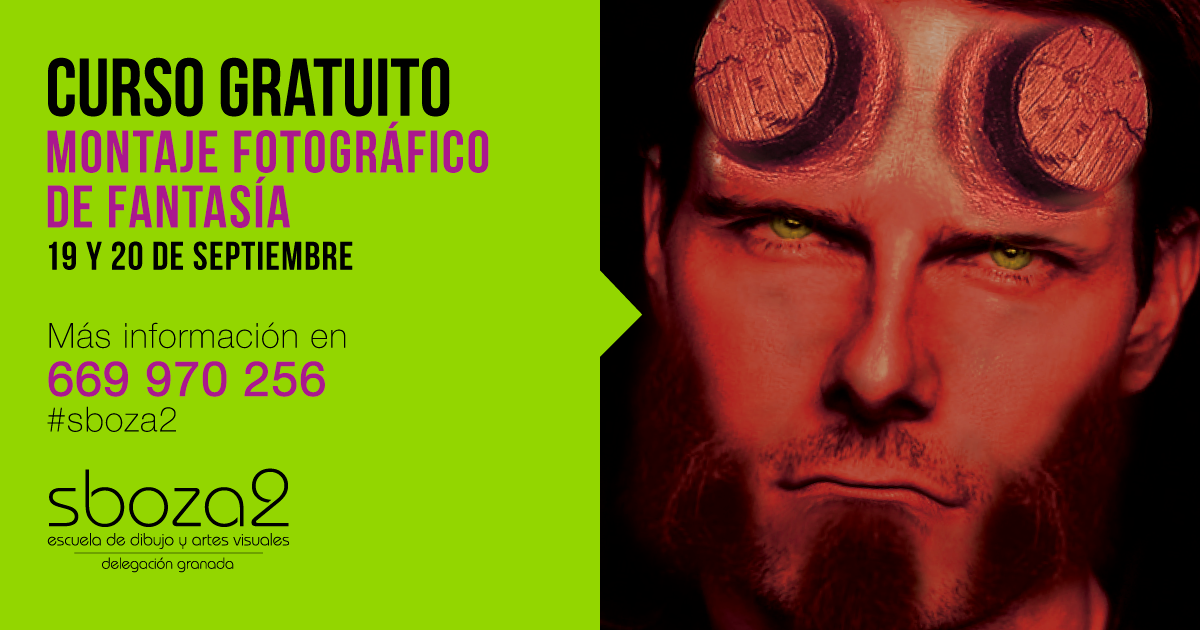 CURSO GRATUITO
MONTAJE FOTOGRÁFICO
DE FANTASÍA
19 Y 20 DE SEPTIEMBRE
Más información en
669 970 256
#sboza2
sboza2
escuela de dibujo y artes visuales
delegación granada